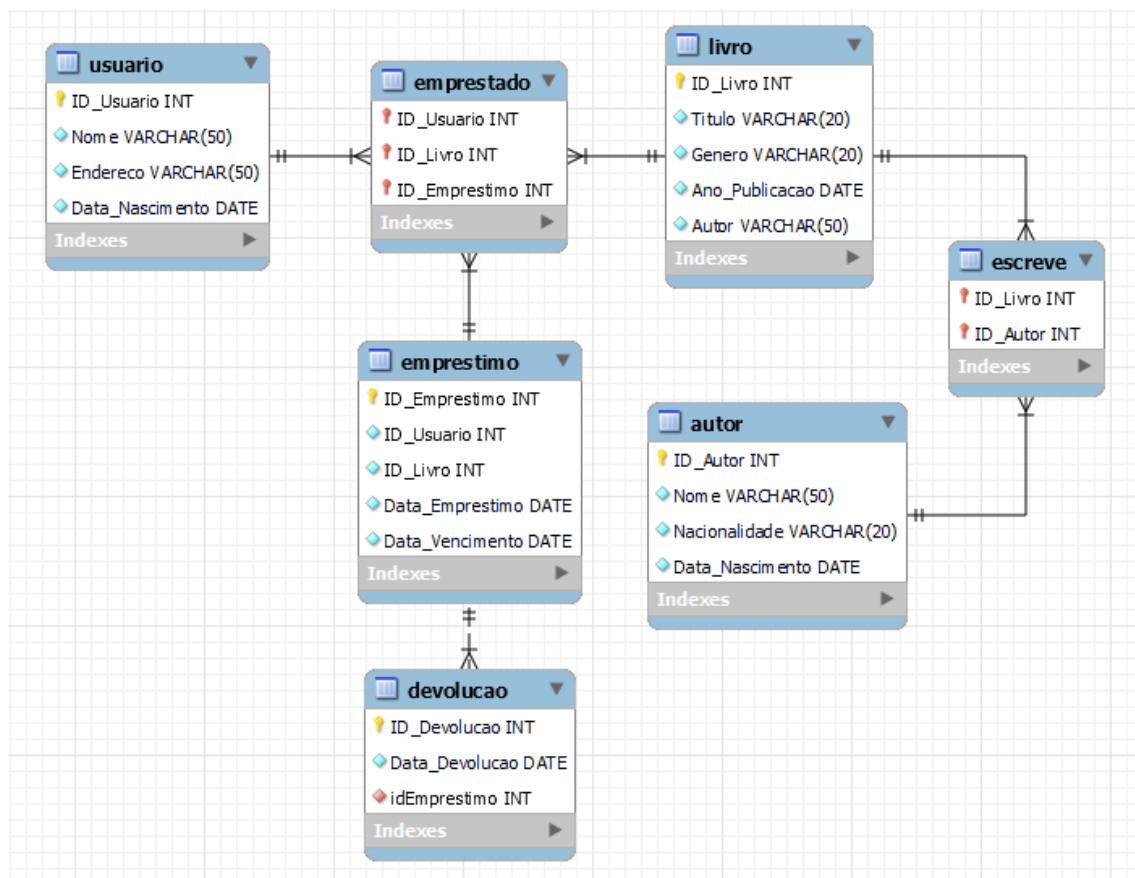 usuario
ID_Usuario INT
Nome VARCHAR(50)
Endereco VARCHAR(50)
Data_Nascimento DATE
Indexes
emprestado
ID_Usuario INT
ID_Livro INT
ID_Emprestimo INT
Indexes
livro
ID_Livro INT
Titulo VARCHAR(20)
Genero VARCHAR(20)
Ano_Publicacao DATE
Autor VARCHAR(50)
Indexes
escreve
ID_Livro INT
ID_Autor INT
Indexes
emprestimo
ID_Emprestimo INT
ID_Usuario INT
ID_Livro INT
Data_Emprestimo DATE
Data_Vencimento DATE
Indexes
autor
ID_Autor INT
Nome VARCHAR(50)
Nacionalidade VARCHAR(20)
Data_Nascimento DATE
Indexes
devolucao
ID_Devolucao INT
Data_Devolucao DATE
idEmprestimo INT
Indexes